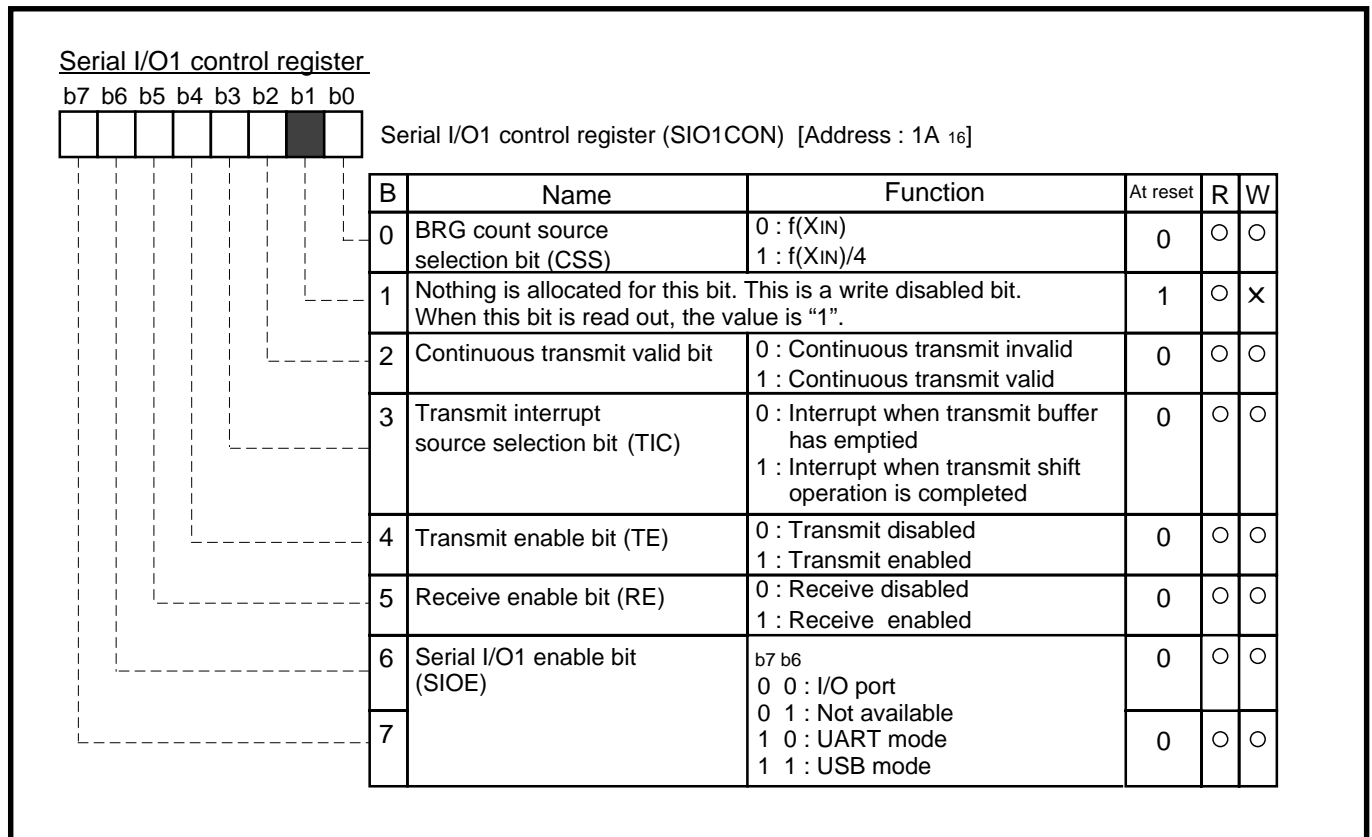 Serial I/O1 control register
b7 b6 b5 b4 b3 b2 b1 b0
Serial I/O1 control register (SIO1CON) [Address : 1A 16]
B Name Function At reset R W
0 BRG count source selection bit (CSS) 0 : f(XIN) 0 ○ ○
1 : f(XIN)/4
1 Nothing is allocated for this bit. This is a write disabled bit. 1 ○ ×
When this bit is read out, the value is “1”.
2 Continuous transmit valid bit 0 : Continuous transmit invalid 0 ○ ○
1 : Continuous transmit valid
3 Transmit interrupt source selection bit (TIC) 0 : Interrupt when transmit buffer 0 ○ ○
has emptied
1 : Interrupt when transmit shift
operation is completed
4 Transmit enable bit (TE) 0 : Transmit disabled 0 ○ ○
1 : Transmit enabled
5 Receive enable bit (RE) 0 : Receive disabled 0 ○ ○
1 : Receive enabled
6 Serial I/O1 enable bit (SIOE) b7 b6 0 ○ ○
0 0 : I/O port
0 1 : Not available
7 1 0 : UART mode 0 ○ ○
1 1 : USB mode